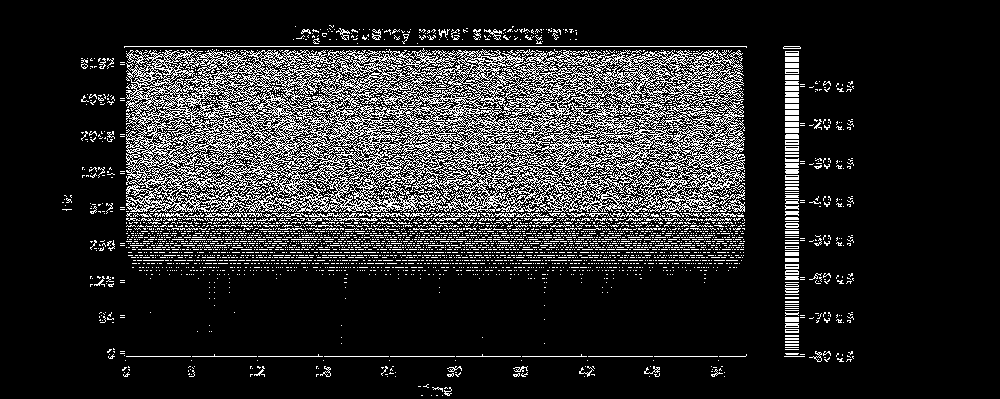 Log-frequency power spectrogram
8192
4096
2048
1024
512
256
128
64
0
Hz
0
6
12
18
24
30
36
42
48
54
Time
-10 dB
-20 dB
-30 dB
-40 dB
-50 dB
-60 dB
-70 dB
-80 dB